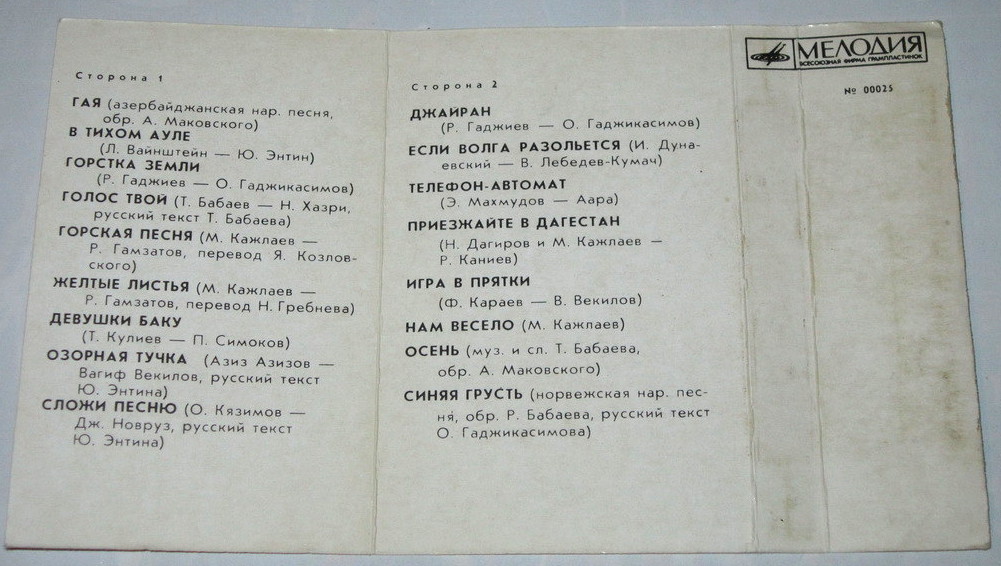 Сторона 1
ГАЯ (азербайджанская нар. песня,
обр. А. Маковского)
В ТИХОМ АУЛЕ
(Л. Вайнштейн — Ю. Энтин)
ГОРСТКА ЗЕМЛИ
(Р. Гаджиев — О. Гаджикасимов)
ГОЛОС ТВОЙ (Т. Бабаев — Н. Хазри,
русский текст Т. Бабаева)
ГОРСКАЯ ПЕСНЯ (М. Кажлаев —
Р. Гамзатов, перевод Я. Козлов-
ского)
ЖЕЛТЫЕ ЛИСТЬЯ (М. Кажлаев —
Р. Гамзатов, перевод Н. Гребнева)
ДЕВУШКИ БАКУ
(Т. Кулиев — П. Симоков)
ОЗОРНАЯ ТУЧКА (Азиз Азизов —
Вагиф Векилов, русский текст
Ю. Энтина)
СЛОЖИ ПЕСНЮ (О. Кязимов —
Дж. Новруз, русский текст
Ю. Энтина)
Сторона 2
ДЖАЙРАН
(Р. Гаджиев — О. Гаджикасимов)
ЕСЛИ ВОЛГА РАЗОЛЬЕТСЯ (И. Дуна-
евский — В. Лебедев-Кумач)
ТЕЛЕФОН-АВТОМАТ
(Э. Махмудов — Аара)
ПРИЕЗЖАЙТЕ В ДАГЕСТАН
(Н. Дагиров и М. Кажлаев —
Р. Каниев)
ИГРА В ПРЯТКИ
(Ф. Караев — В. Векилов)
НАМ ВЕСЕЛО (М. Кажлаев)
ОСЕНЬ (муз. и сл. Т. Бабаева,
обр. А. Маковского)
СИНЯЯ ГРУСТЬ (норвежская нар. пес-
ня, обр. Р. Бабаева, русский текст
О. Гаджикасимова)
МЕЛОДИЯ
ВСЕСОЮЗНАЯ ФИРМА ГРАМПЛАСТИНОК
№ 00025